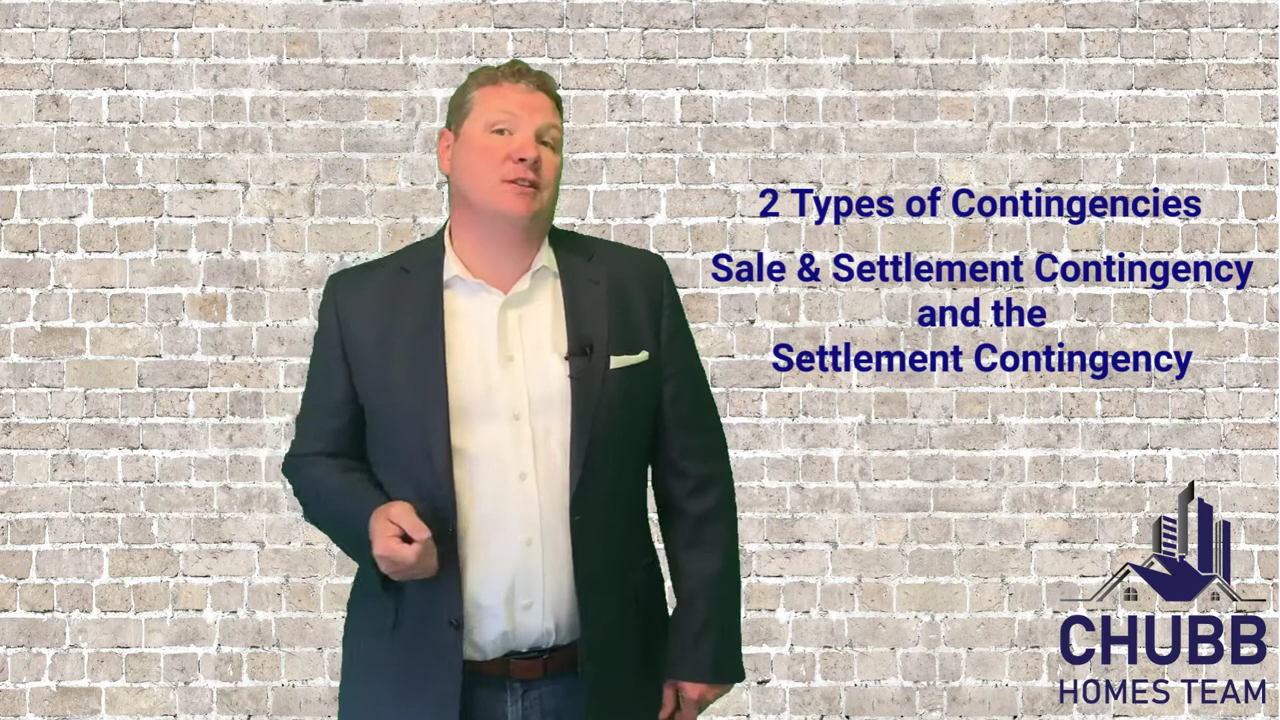 2 Types of Contingencies
Sale & Settlement Contingency
and the
Settlement Contingency
CHUBB
HOMES TEAM